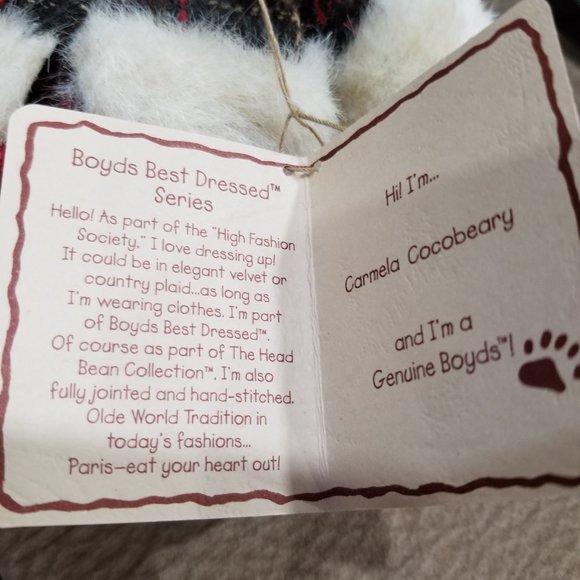 Boyds Best Dressed™
Series
Hello! As part of the "High Fashion
Society," I love dressing up!
It could be in elegant velvet or
country plaid...as long as
I'm wearing clothes. I'm part
of Boyds Best Dressed™.
Of course as part of The Head
Bean Collection™, I'm also
fully jointed and hand-stitched.
Olde World Tradition in
today's fashions...
Paris—eat your heart out!
Hi! I'm...
Carmela Cocobeary
and I'm a
Genuine Boyds™!